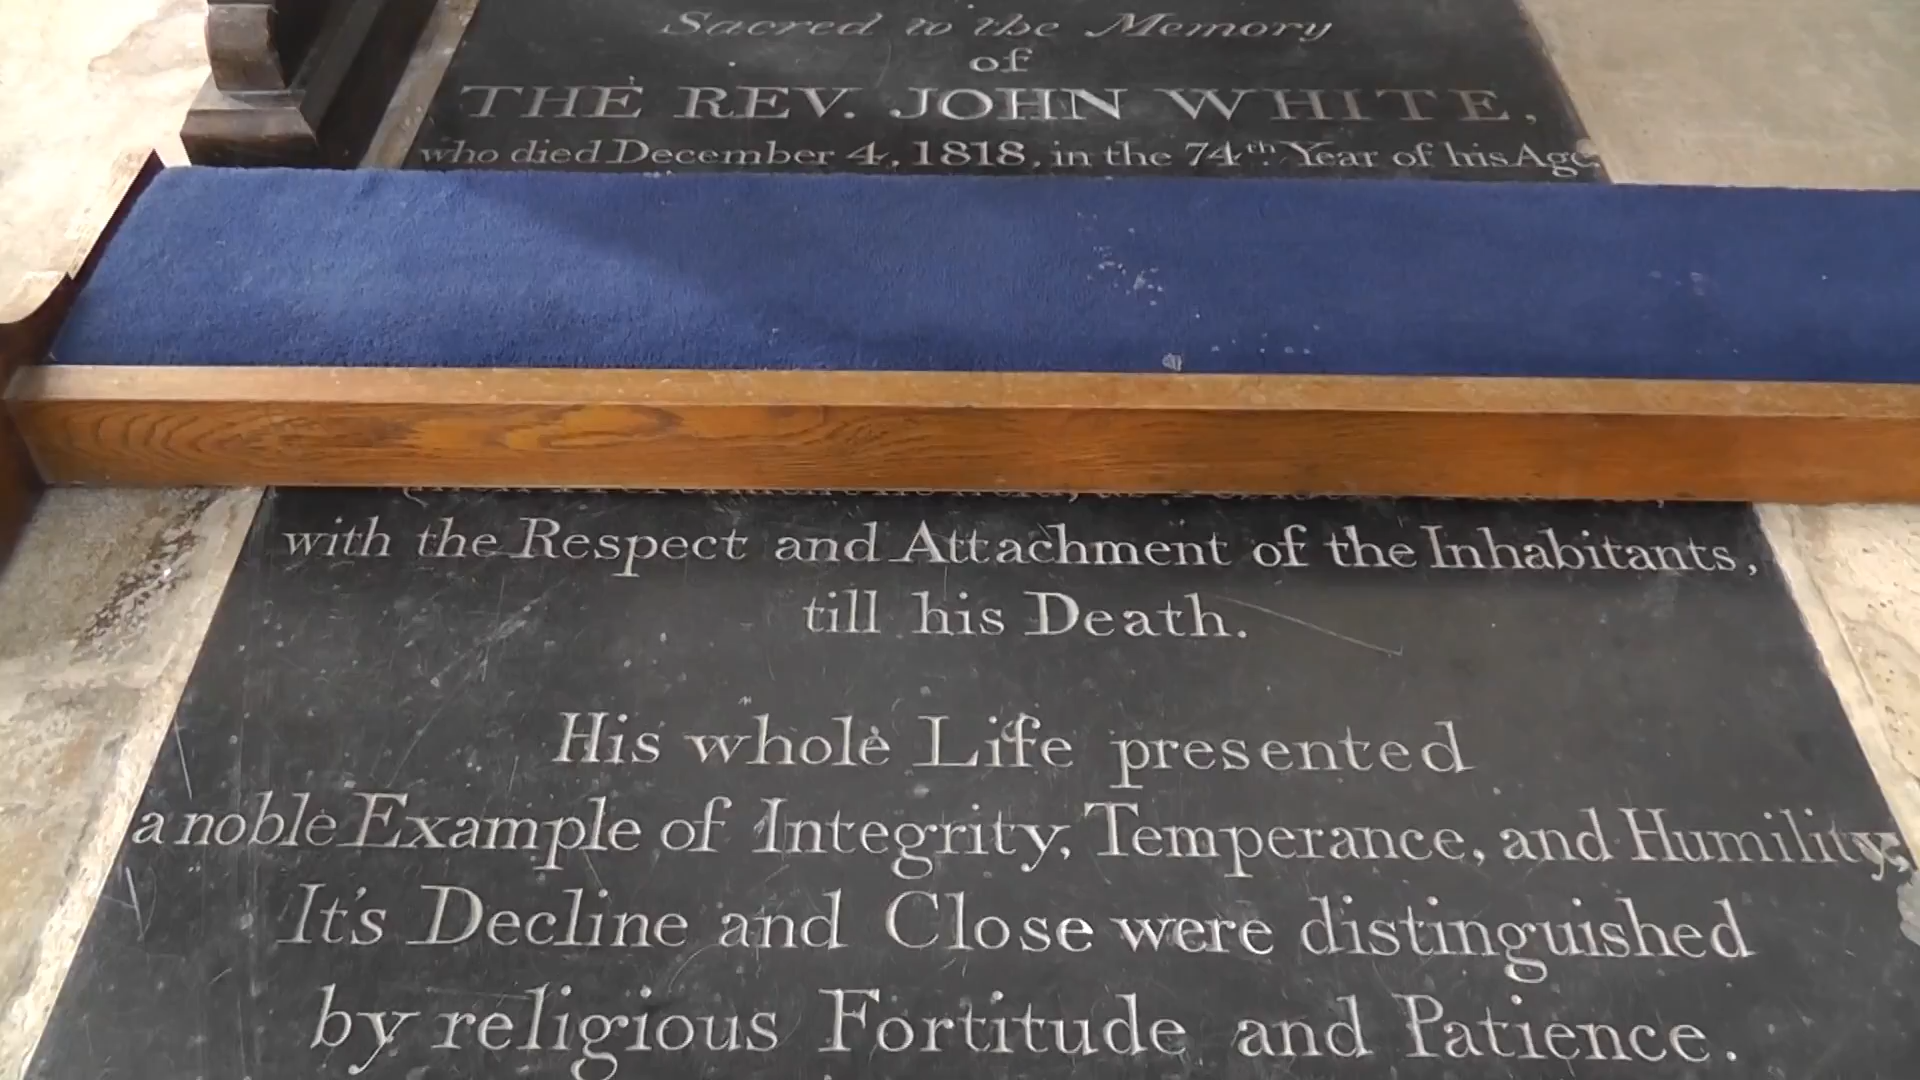 Sacred to the Memory
of
THE REV. JOHN WHITE,
who died December 4, 1818, in the 74th Year of his Age.
with the Respect and Attachment of the Inhabitants,
till his Death.
His whole Life presented
a noble Example of Integrity, Temperance, and Humility;
It's Decline and Close were distinguished
by religious Fortitude and Patience.